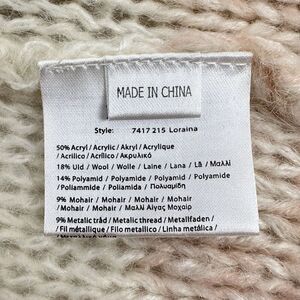 MADE IN CHINA
Style: 7417 215 Loraina
50% Acryl / Acrylic / Akryl / Acrylique
/ Acrilico / Acrílico / Ακρυλικό
18% Uld / Wool / Wolle / Laine / Lana / Lã / Μαλλί
14% Polyamid / Polyamide / Polyamid / Polyamide
/ Poliammide / Poliamida / Πολυαμίδη
9% Mohair / Mohair / Mohair / Mohair / Mohair
/ Mohair / Mohair / Μαλλί Αίγας Μοχαίρ
9% Metalic tråd / Metallic thread / Metallfaden /
/ Fil métallique / Filo metallico / Linha metálica /